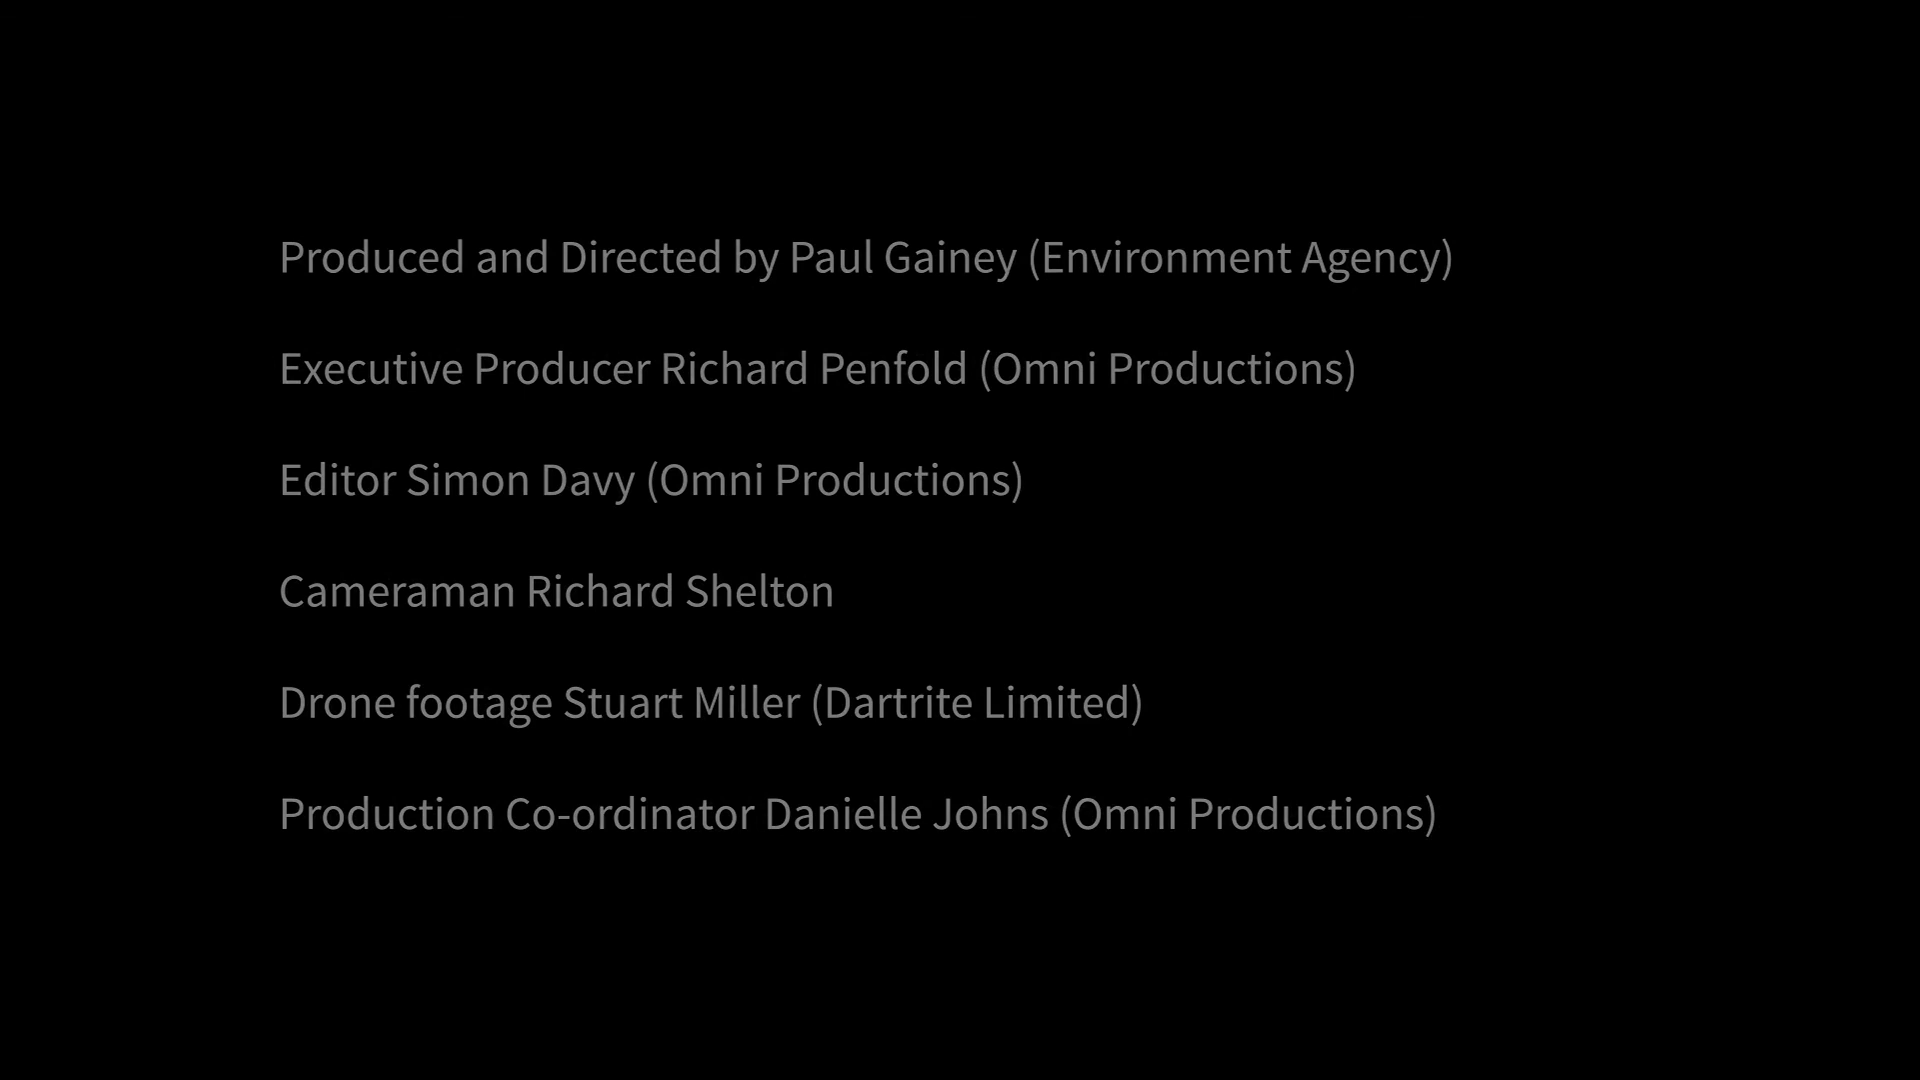 Produced and Directed by Paul Gainey (Environment Agency)
Executive Producer Richard Penfold (Omni Productions)
Editor Simon Davy (Omni Productions)
Cameraman Richard Shelton
Drone footage Stuart Miller (Dartrite Limited)
Production Co-ordinator Danielle Johns (Omni Productions)